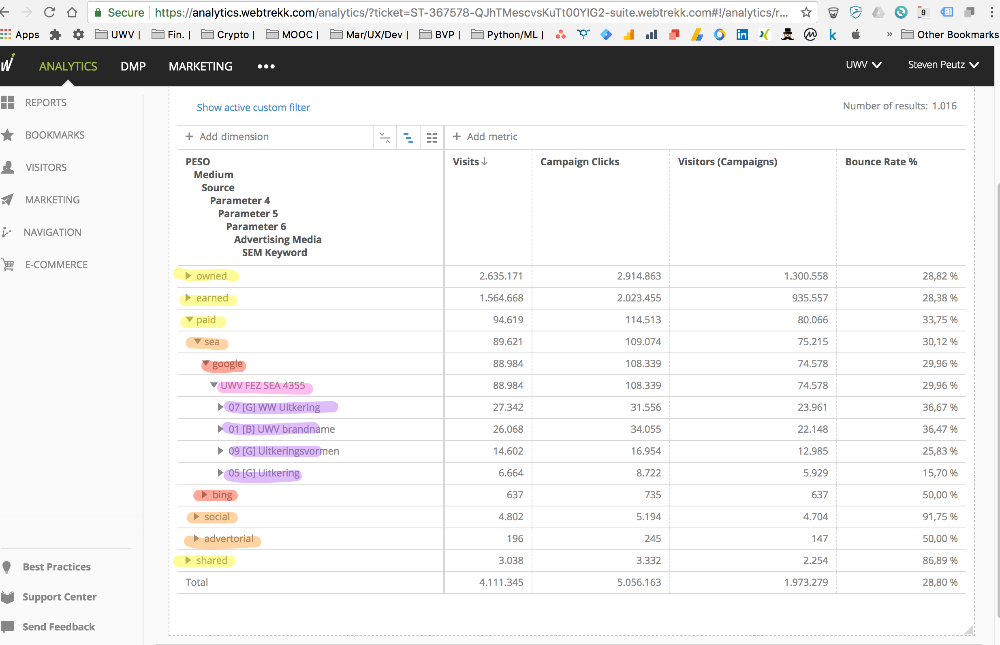 Secure https://analytics.webtrekk.com/analytics/?ticket=ST-367578-QJhTMescvsKuTt00YIG2-suite.webtrekk.com#!/analytics/r... 9
Apps UWV | Fin. | Crypto | MOOC | Mar/UX/Dev | BVP | Python/ML | in k » Other Bookmarks
W ANALYTICS DMP MARKETING ••• UWV Steven Peutz
REPORTS
BOOKMARKS
VISITORS
MARKETING
NAVIGATION
E-COMMERCE
Best Practices
Support Center
Send Feedback
Show active custom filter Number of results: 1.016
+ Add dimension + Add metric
PESO Visits↓ Campaign Clicks Visitors (Campaigns) Bounce Rate %
Medium
Source
Parameter 4
Parameter 5
Parameter 6
Advertising Media
SEM Keyword
owned 2.635.171 2.914.863 1.300.558 28,82 %
earned 1.564.668 2.023.455 935.557 28,38 %
paid 94.619 114.513 80.066 33,75 %
sea 89.621 109.074 75.215 30,12 %
google 88.984 108.339 74.578 29,96 %
UWV FEZ SEA 4355 88.984 108.339 74.578 29,96 %
07 [G] WW Uitkering 27.342 31.556 23.961 36,67 %
01 [B] UWV brandname 26.068 34.055 22.148 36,47 %
09 [G] Uitkeringsvormen 14.602 16.954 12.985 25,83 %
05 [G] Uitkering 6.664 8.722 5.929 15,70 %
bing 637 735 637 50,00 %
social 4.802 5.194 4.704 91,75 %
advertorial 196 245 147 50,00 %
shared 3.038 3.332 2.254 86,89 %
Total 4.111.345 5.056.163 1.973.279 28,80 %